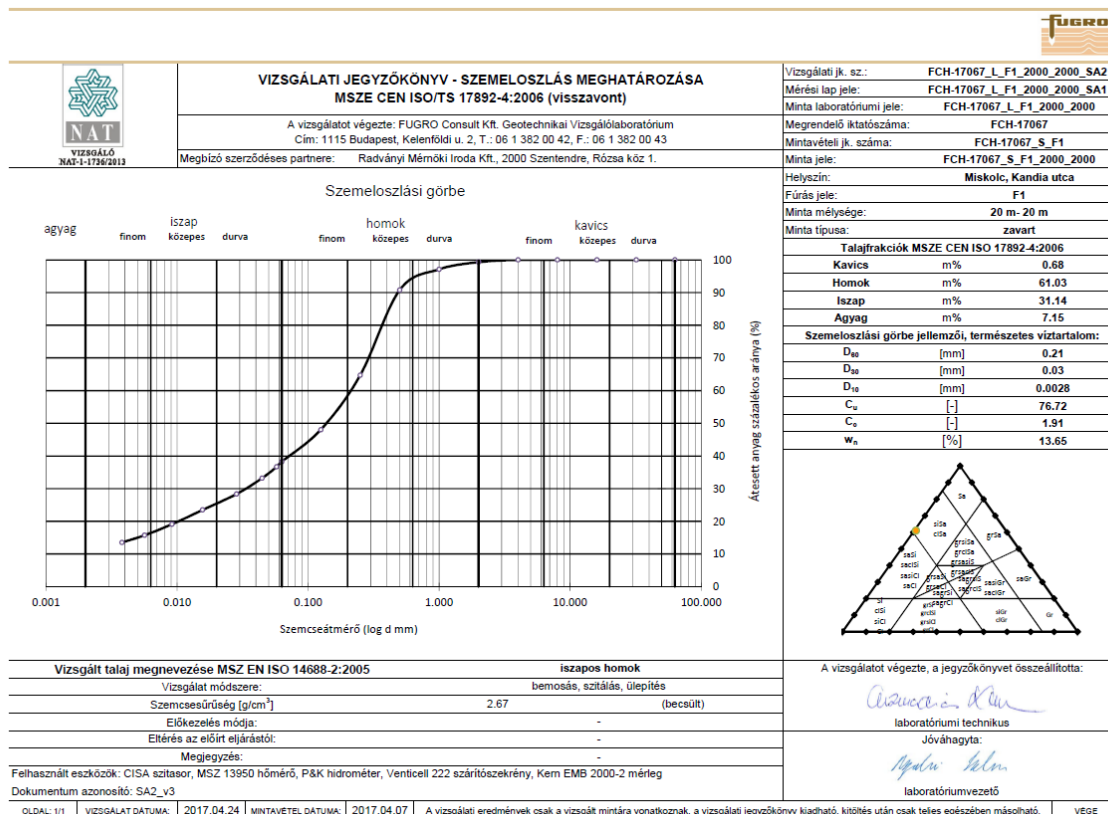 FUGRO
NAT
VIZSGÁLÓ
NAT-1-1736/2013
VIZSGÁLATI JEGYZŐKÖNYV - SZEMELOSZLÁS MEGHATÁROZÁSA
MSZE CEN ISO/TS 17892-4:2006 (visszavont)
A vizsgálatot végezte: FUGRO Consult Kft. Geotechnikai Vizsgálólaboratórium
Cím: 1115 Budapest, Kelenföldi u. 2, T.: 06 1 382 00 42, F.: 06 1 382 00 43
Megbízó szerződéses partnere: Radványi Mérnöki Iroda Kft., 2000 Szentendre, Rózsa köz 1.
Vizsgálati jk. sz.: FCH-17067_L_F1_2000_2000_SA2
Mérési lap jele: FCH-17067_L_F1_2000_2000_SA1
Minta laboratóriumi jele: FCH-17067_L_F1_2000_2000
Megrendelő iktatószáma: FCH-17067
Mintavételi jk. száma: FCH-17067_S_F1
Minta jele: FCH-17067_S_F1_2000_2000
Helyszín: Miskolc, Kandia utca
Fúrás jele: F1
Minta mélysége: 20 m- 20 m
Minta típusa: zavart
Talajfrakciók MSZE CEN ISO 17892-4:2006
Kavics m% 0.68
Homok m% 61.03
Iszap m% 31.14
Agyag m% 7.15
Szemeloszlási görbe jellemzői, természetes víztartalom:
D60 [mm] 0.21
D30 [mm] 0.03
D10 [mm] 0.0028
Cu [-] 76.72
Cc [-] 1.91
wn [%] 13.65
Szemeloszlási görbe
agyag iszap homok kavics
finom közepes durva finom közepes durva finom közepes durva
100
90
80
70
60
50
40
30
20
10
0
Átesett anyag százalékos aránya (%)
0.001 0.010 0.100 1.000 10.000 100.000
Szemcseátmérő (log d mm)
Sa
siSa
clSa
grSa
grsiSa
grclSa
saSi
saclSi
sasiCl
saCl
sasiGr
saclGr
saGr
Si
clSi
siCl
siGr
clGr
Gr
Vizsgált talaj megnevezése MSZ EN ISO 14688-2:2005 iszapos homok
Vizsgálat módszere: bemosás, szitálás, ülepítés
Szemcsesűrűség [g/cm3] 2.67 (becsült)
Előkezelés módja: -
Eltérés az előírt eljárástól: -
Megjegyzés: -
Felhasznált eszközök: CISA szitasor, MSZ 13950 hőmérő, P&K hidrométer, Venticell 222 szárítószekrény, Kern EMB 2000-2 mérleg
Dokumentum azonosító: SA2_v3
A vizsgálatot végezte, a jegyzőkönyvet összeállította:
laboratóriumi technikus
Jóváhagyta:
laboratóriumvezető
OLDAL: 1/1 VIZSGÁLAT DÁTUMA: 2017.04.24 MINTAVÉTEL DÁTUMA: 2017.04.07 A vizsgálati eredmények csak a vizsgált mintára vonatkoznak, a vizsgálati jegyzőkönyv kiadható, kitöltés után csak teljes egészében másolható. VÉGE